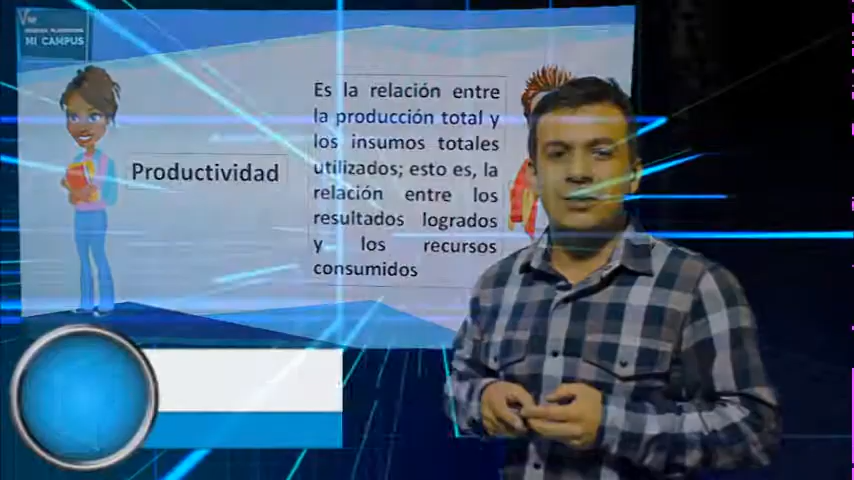 MI CAMPUS
Productividad
Es la relación entre
la producción total y
los insumos totales
utilizados; esto es, la
relación entre los
resultados logrados
y los recursos
consumidos